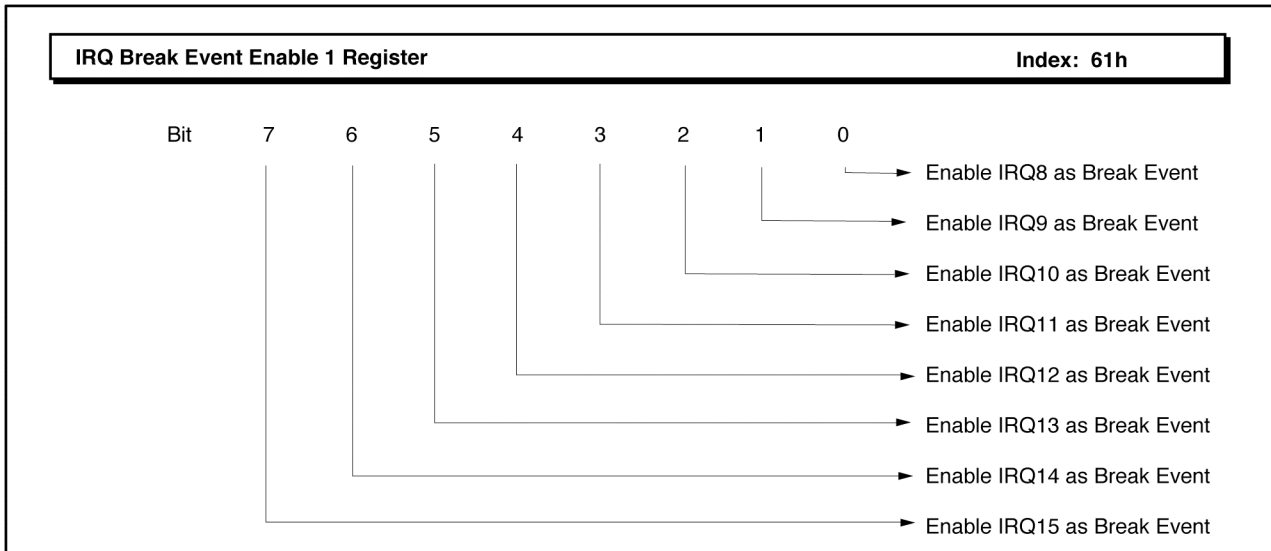 IRQ Break Event Enable 1 Register Index: 61h
Bit 7 6 5 4 3 2 1 0
Enable IRQ8 as Break Event
Enable IRQ9 as Break Event
Enable IRQ10 as Break Event
Enable IRQ11 as Break Event
Enable IRQ12 as Break Event
Enable IRQ13 as Break Event
Enable IRQ14 as Break Event
Enable IRQ15 as Break Event